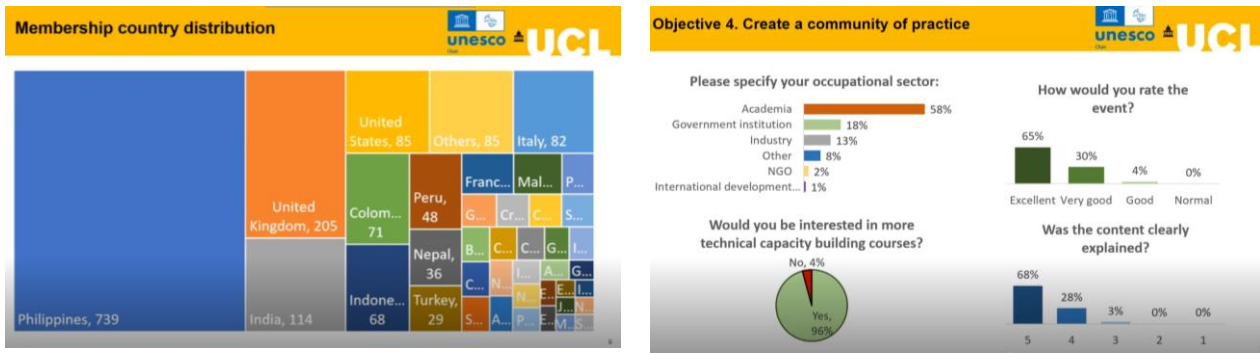 Membership country distribution
unesco
Chair
UCL
Philippines, 739
United
Kingdom, 205
India, 114
United
States, 85
Others, 85
Italy, 82
Colom...
71
Indone...
68
Peru,
48
Nepal,
36
Turkey,
29
Franc...
Mal...
P...
G...
Cr...
C...
S...
B...
C...
C...
G...
I...
C...
N...
I...
A...
G...
N...
E...
E...
I...
J...
N...
S...
A...
P...
E...
M...
S...
6
Objective 4. Create a community of practice
unesco
Chair
UCL
Please specify your occupational sector:
Academia 58%
Government institution 18%
Industry 13%
Other 8%
NGO 2%
International development... 1%
How would you rate the
event?
65%
30%
4%
0%
Excellent Very good Good Normal
Would you be interested in more
technical capacity building courses?
No, 4%
Yes,
96%
Was the content clearly
explained?
68%
28%
3%
0%
0%
5 4 3 2 1